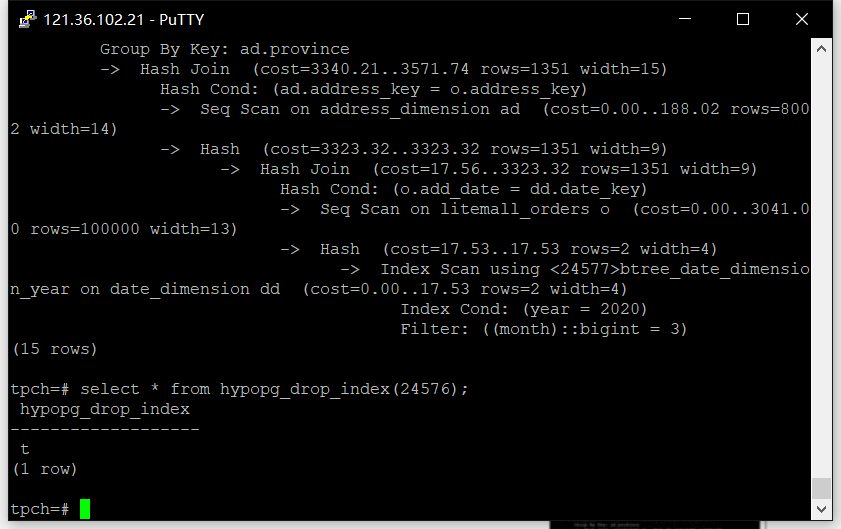 121.36.102.21 - PuTTY
Group By Key: ad.province
-> Hash Join (cost=3340.21..3571.74 rows=1351 width=15)
Hash Cond: (ad.address_key = o.address_key)
-> Seq Scan on address_dimension ad (cost=0.00..188.02 rows=800
2 width=14)
-> Hash (cost=3323.32..3323.32 rows=1351 width=9)
-> Hash Join (cost=17.56..3323.32 rows=1351 width=9)
Hash Cond: (o.add_date = dd.date_key)
-> Seq Scan on litemall_orders o (cost=0.00..3041.0
0 rows=100000 width=13)
-> Hash (cost=17.53..17.53 rows=2 width=4)
-> Index Scan using <24577>btree_date_dimensio
n_year on date_dimension dd (cost=0.00..17.53 rows=2 width=4)
Index Cond: (year = 2020)
Filter: ((month)::bigint = 3)
(15 rows)
tpch=# select * from hypopg_drop_index(24576);
hypopg_drop_index
-------------------
t
(1 row)
tpch=#